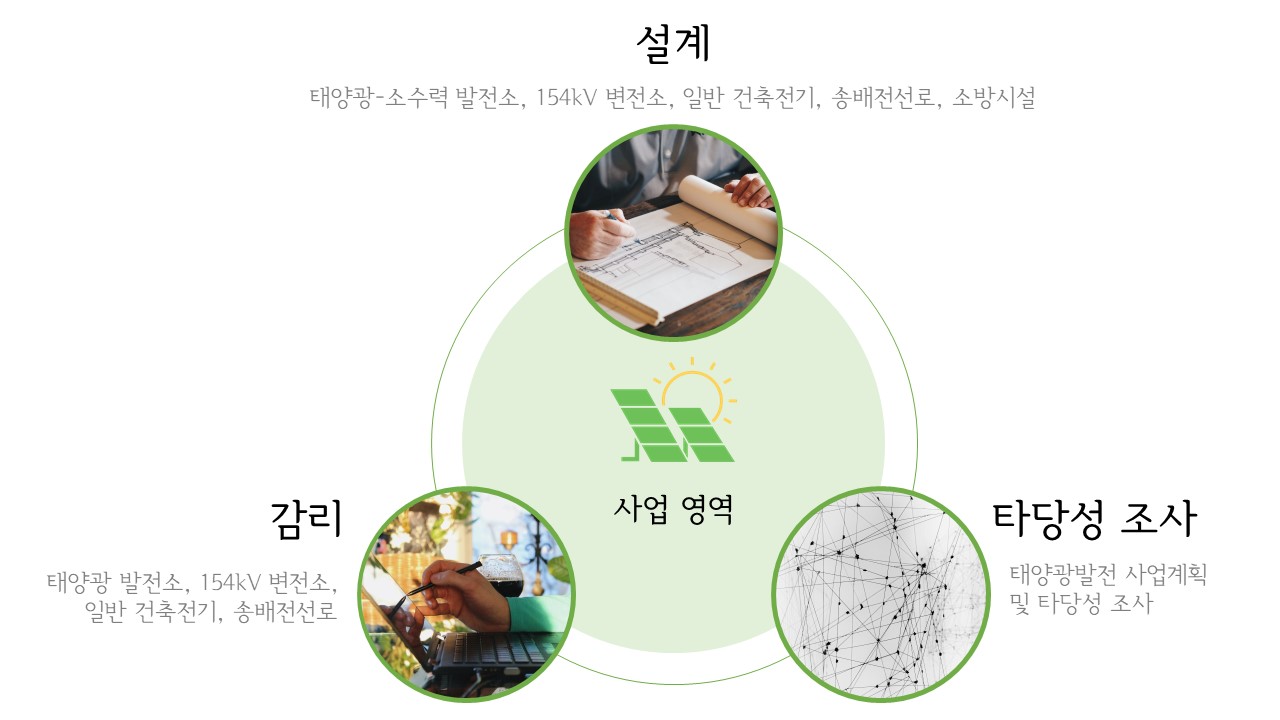 설계
태양광-소수력 발전소, 154kV 변전소, 일반 건축전기, 송배전선로, 소방시설
사업 영역
감리
태양광 발전소, 154kV 변전소,
일반 건축전기, 송배전선로
타당성 조사
태양광발전 사업계획
및 타당성 조사